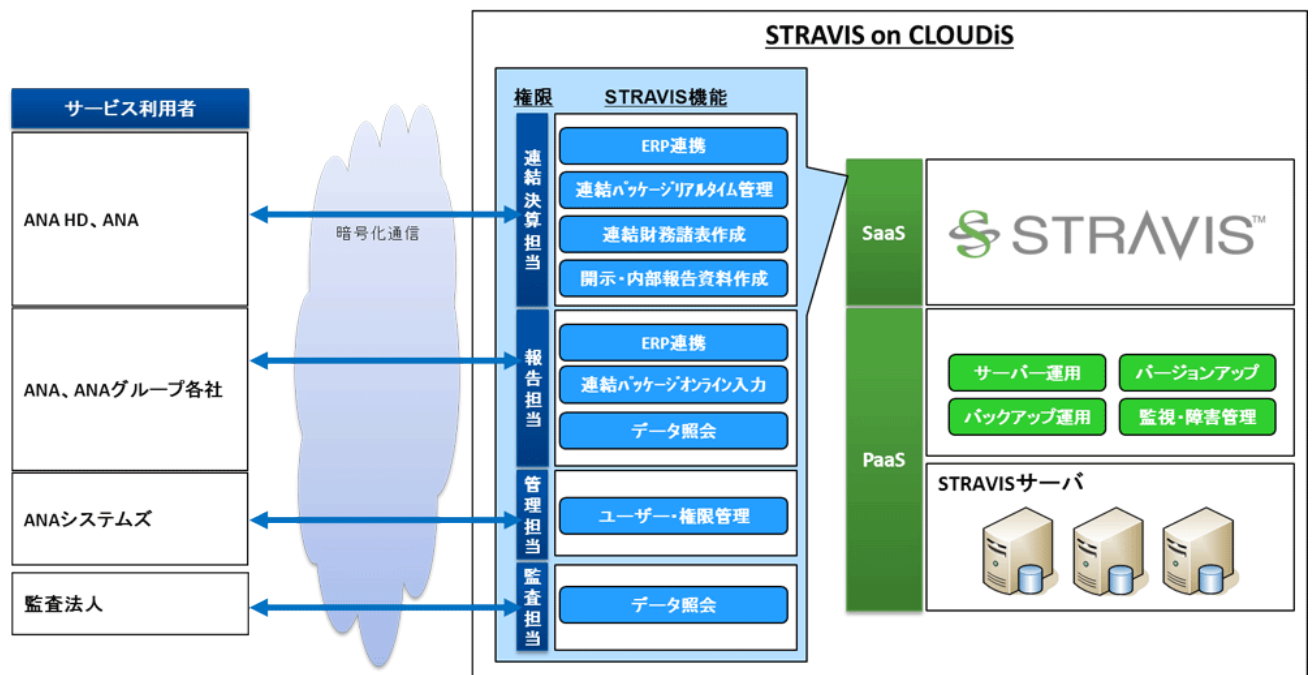 STRAVIS on CLOUDiS
サービス利用者
ANA HD、ANA
ANA、ANAグループ各社
ANAシステムズ
監査法人
暗号化通信
権限
STRAVIS機能
連結決算担当
ERP連携
連結パッケージリアルタイム管理
連結財務諸表作成
開示・内部報告資料作成
報告担当
ERP連携
連結パッケージオンライン入力
データ照会
管理担当
ユーザー・権限管理
監査担当
データ照会
SaaS
STRAVIS™
PaaS
サーバー運用
バージョンアップ
バックアップ運用
監視・障害管理
STRAVISサーバ